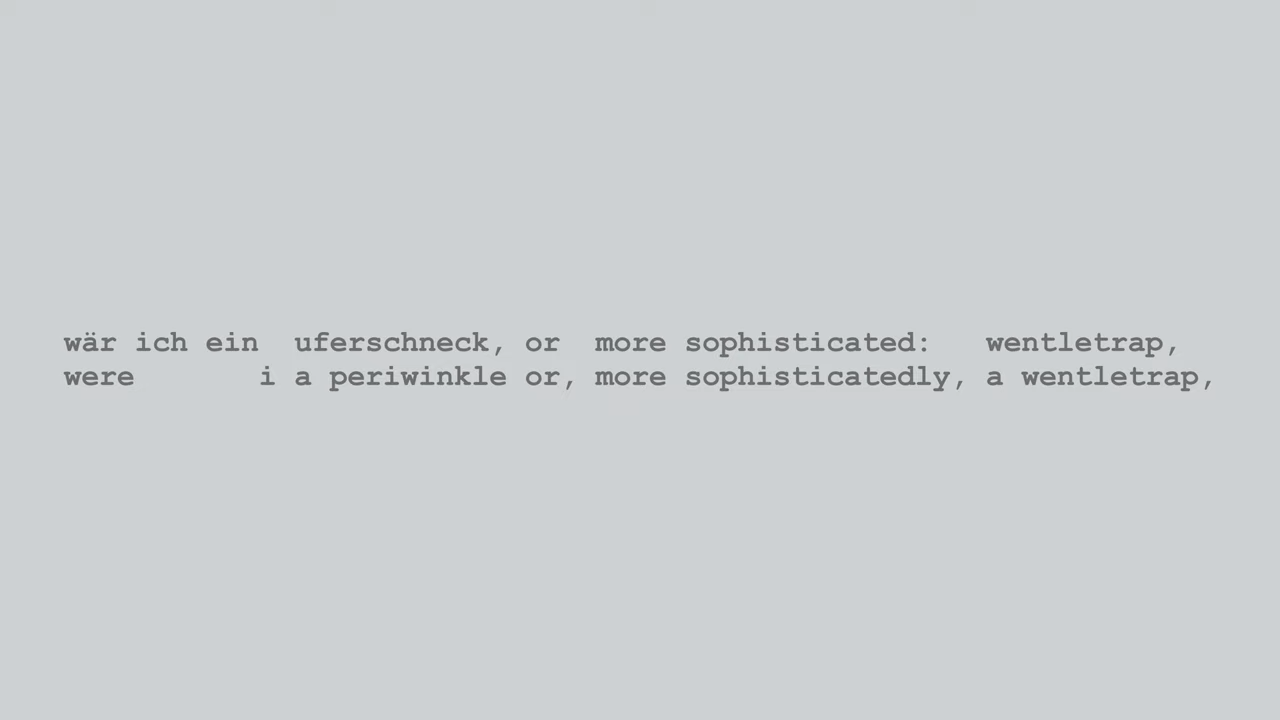 wär ich ein  uferschneck, or  more sophisticated:   wentletrap,
were       i a periwinkle or, more sophisticatedly, a wentletrap,